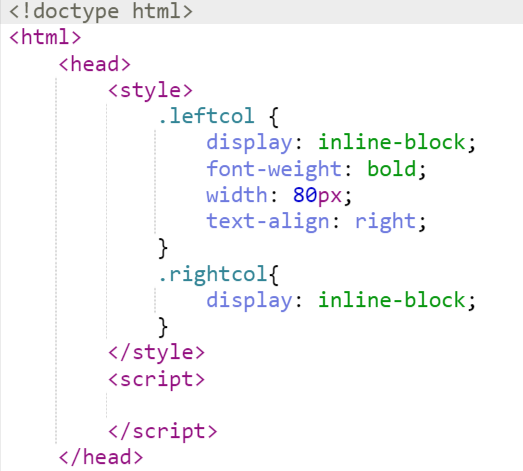 <!doctype html>
<html>
    <head>
        <style>
            .leftcol {
                display: inline-block;
                font-weight: bold;
                width: 80px;
                text-align: right;
            }
            .rightcol{
                display: inline-block;
            }
        </style>
        <script>

        </script>
    </head>